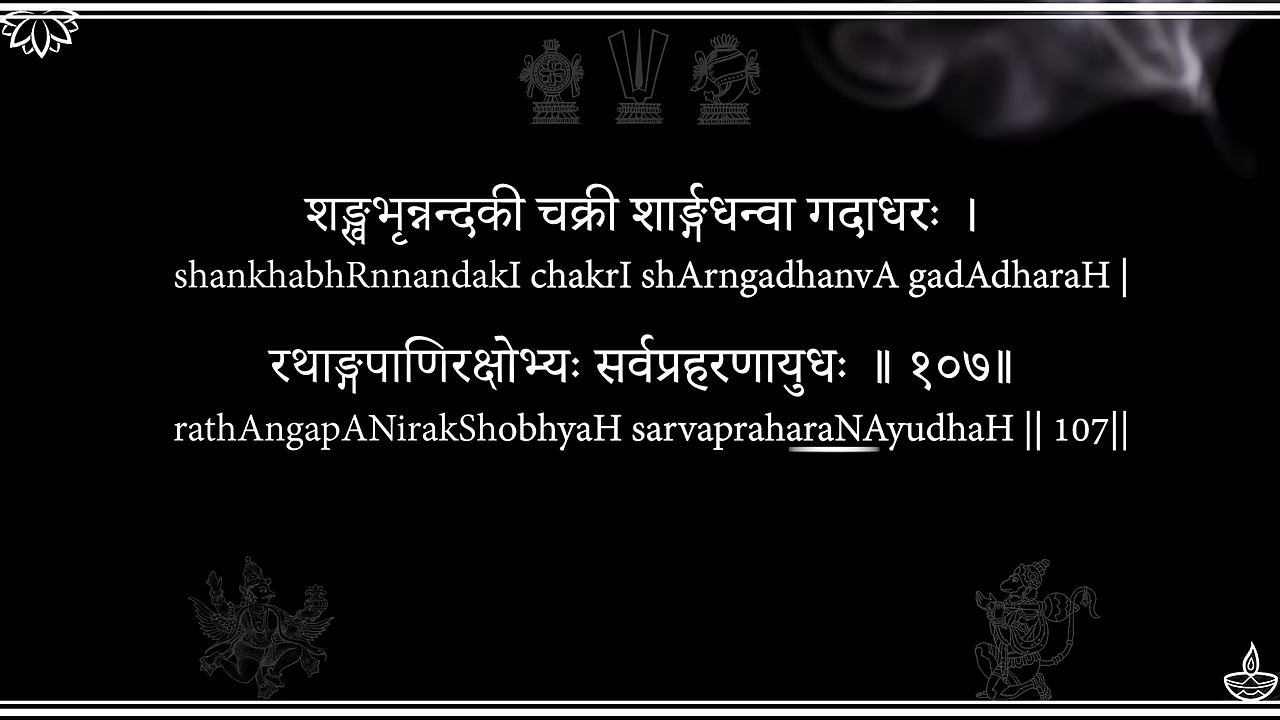 शङ्खभृन्नन्दकी चक्री शार्ङ्गधन्वा गदाधरः ।
shankhabhRnnandakI chakrI shArngadhanvA gadAdharaH |
रथाङ्गपाणिरक्षोभ्यः सर्वप्रहरणायुधः ॥ १०७॥
rathAngapANirakShobhyaH sarvapraharaNAyudhaH || 107||